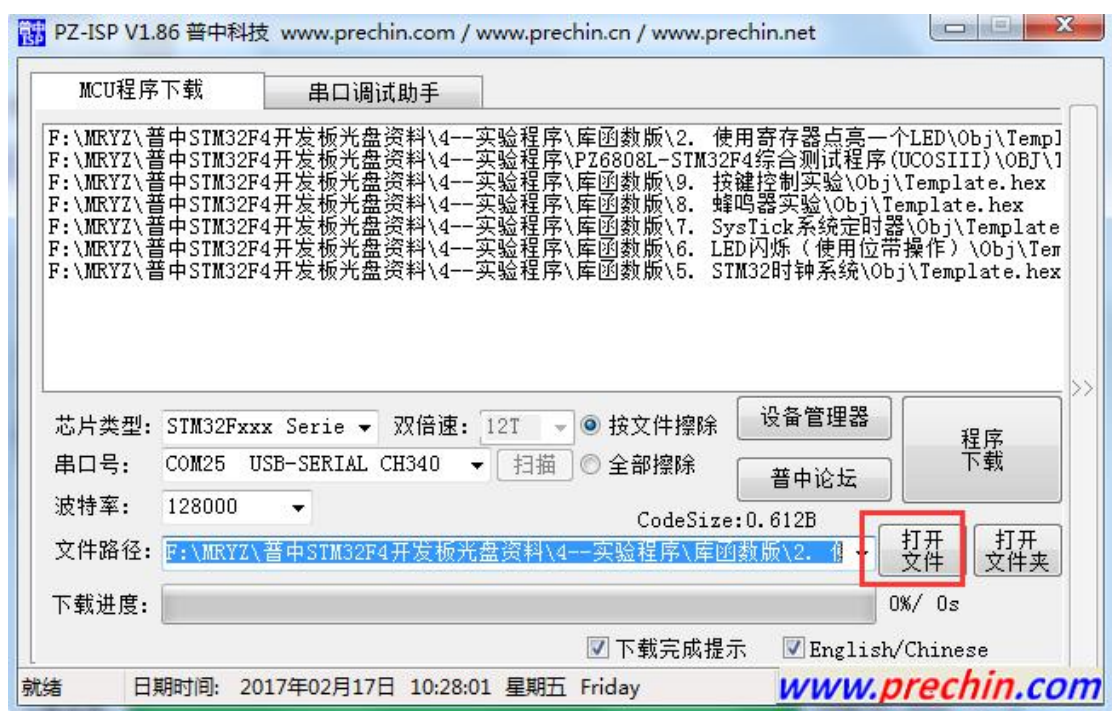 PZ-ISP V1.86 普中科技 www.prechin.com / www.prechin.cn / www.prechin.net
MCU程序下载 串口调试助手
F:\MRYZ\普中STM32F4开发板光盘资料\4--实验程序\库函数版\2. 使用寄存器点亮一个LED\Obj\Templ
F:\MRYZ\普中STM32F4开发板光盘资料\4--实验程序\PZ6808L-STM32F4综合测试程序(UCOSIII)\OBJ\T
F:\MRYZ\普中STM32F4开发板光盘资料\4--实验程序\库函数版\9. 按键控制实验\Obj\Template.hex
F:\MRYZ\普中STM32F4开发板光盘资料\4--实验程序\库函数版\8. 蜂鸣器实验\Obj\Template.hex
F:\MRYZ\普中STM32F4开发板光盘资料\4--实验程序\库函数版\7. SysTick系统定时器\Obj\Template
F:\MRYZ\普中STM32F4开发板光盘资料\4--实验程序\库函数版\6. LED闪烁（使用位带操作）\Obj\Tem
F:\MRYZ\普中STM32F4开发板光盘资料\4--实验程序\库函数版\5. STM32时钟系统\Obj\Template.hex
>>
芯片类型: STM32Fxxx Serie 双倍速: 12T 按文件擦除 设备管理器 程序下载
串口号: COM25 USB-SERIAL CH340 扫描 全部擦除 普中论坛
波特率: 128000 CodeSize:0.612B
文件路径: F:\MRYZ\普中STM32F4开发板光盘资料\4--实验程序\库函数版\2. 打开文件 打开文件夹
下载进度: 0%/ 0s
下载完成提示 English/Chinese
就绪 日期时间: 2017年02月17日 10:28:01 星期五 Friday www.prechin.com